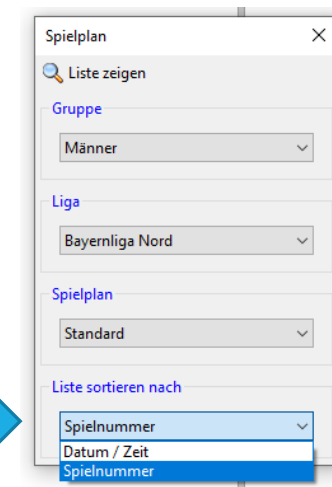 Spielplan
Liste zeigen
Gruppe
Männer
Liga
Bayernliga Nord
Spielplan
Standard
Liste sortieren nach
Spielnummer
Datum / Zeit
Spielnummer